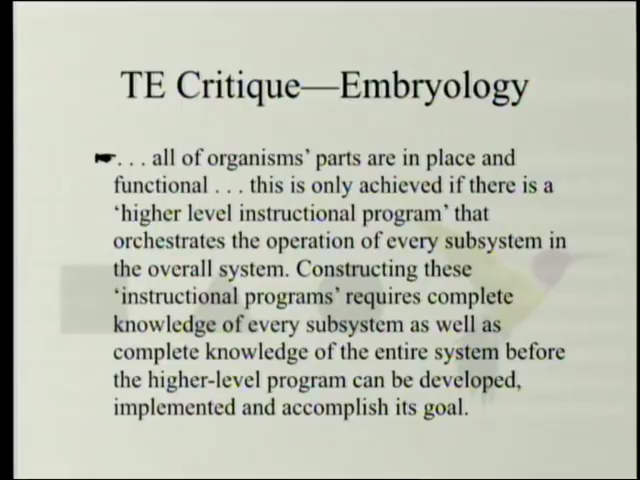 TE Critique—Embryology
☛. . . all of organisms’ parts are in place and
functional . . . this is only achieved if there is a
‘higher level instructional program’ that
orchestrates the operation of every subsystem in
the overall system. Constructing these
‘instructional programs’ requires complete
knowledge of every subsystem as well as
complete knowledge of the entire system before
the higher-level program can be developed,
implemented and accomplish its goal.